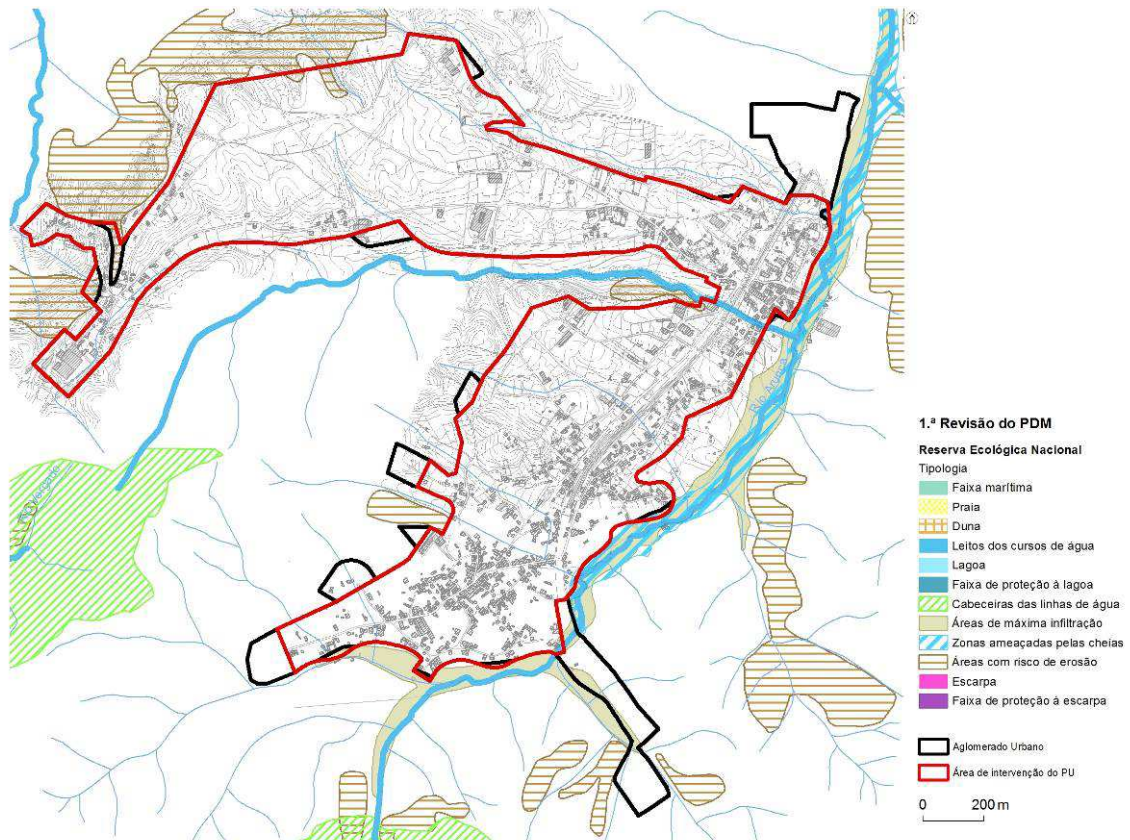 Rio Arunca
1.ª Revisão do PDM
Reserva Ecológica Nacional
Tipologia
Faixa marítima
Praia
Duna
Leitos dos cursos de água
Lagoa
Faixa de proteção à lagoa
Cabeceiras das linhas de água
Áreas de máxima infiltração
Zonas ameaçadas pelas cheias
Áreas com risco de erosão
Escarpa
Faixa de proteção à escarpa
Aglomerado Urbano
Área de intervenção do PU
0 200 m